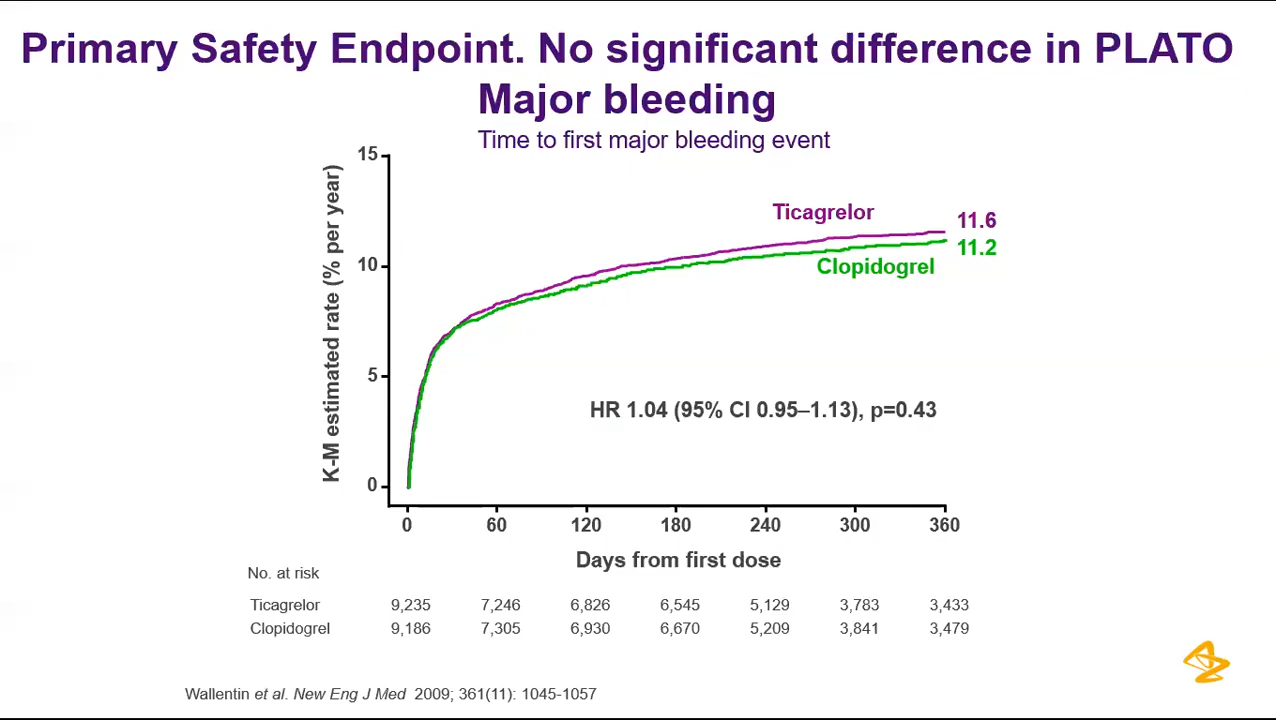 Primary Safety Endpoint. No significant difference in PLATO
Major bleeding
Time to first major bleeding event
K-M estimated rate (% per year)
15
10
5
0
Ticagrelor
11.6
11.2
Clopidogrel
HR 1.04 (95% CI 0.95–1.13), p=0.43
0 60 120 180 240 300 360
Days from first dose
No. at risk
Ticagrelor 9,235 7,246 6,826 6,545 5,129 3,783 3,433
Clopidogrel 9,186 7,305 6,930 6,670 5,209 3,841 3,479
Wallentin et al. New Eng J Med 2009; 361(11): 1045-1057